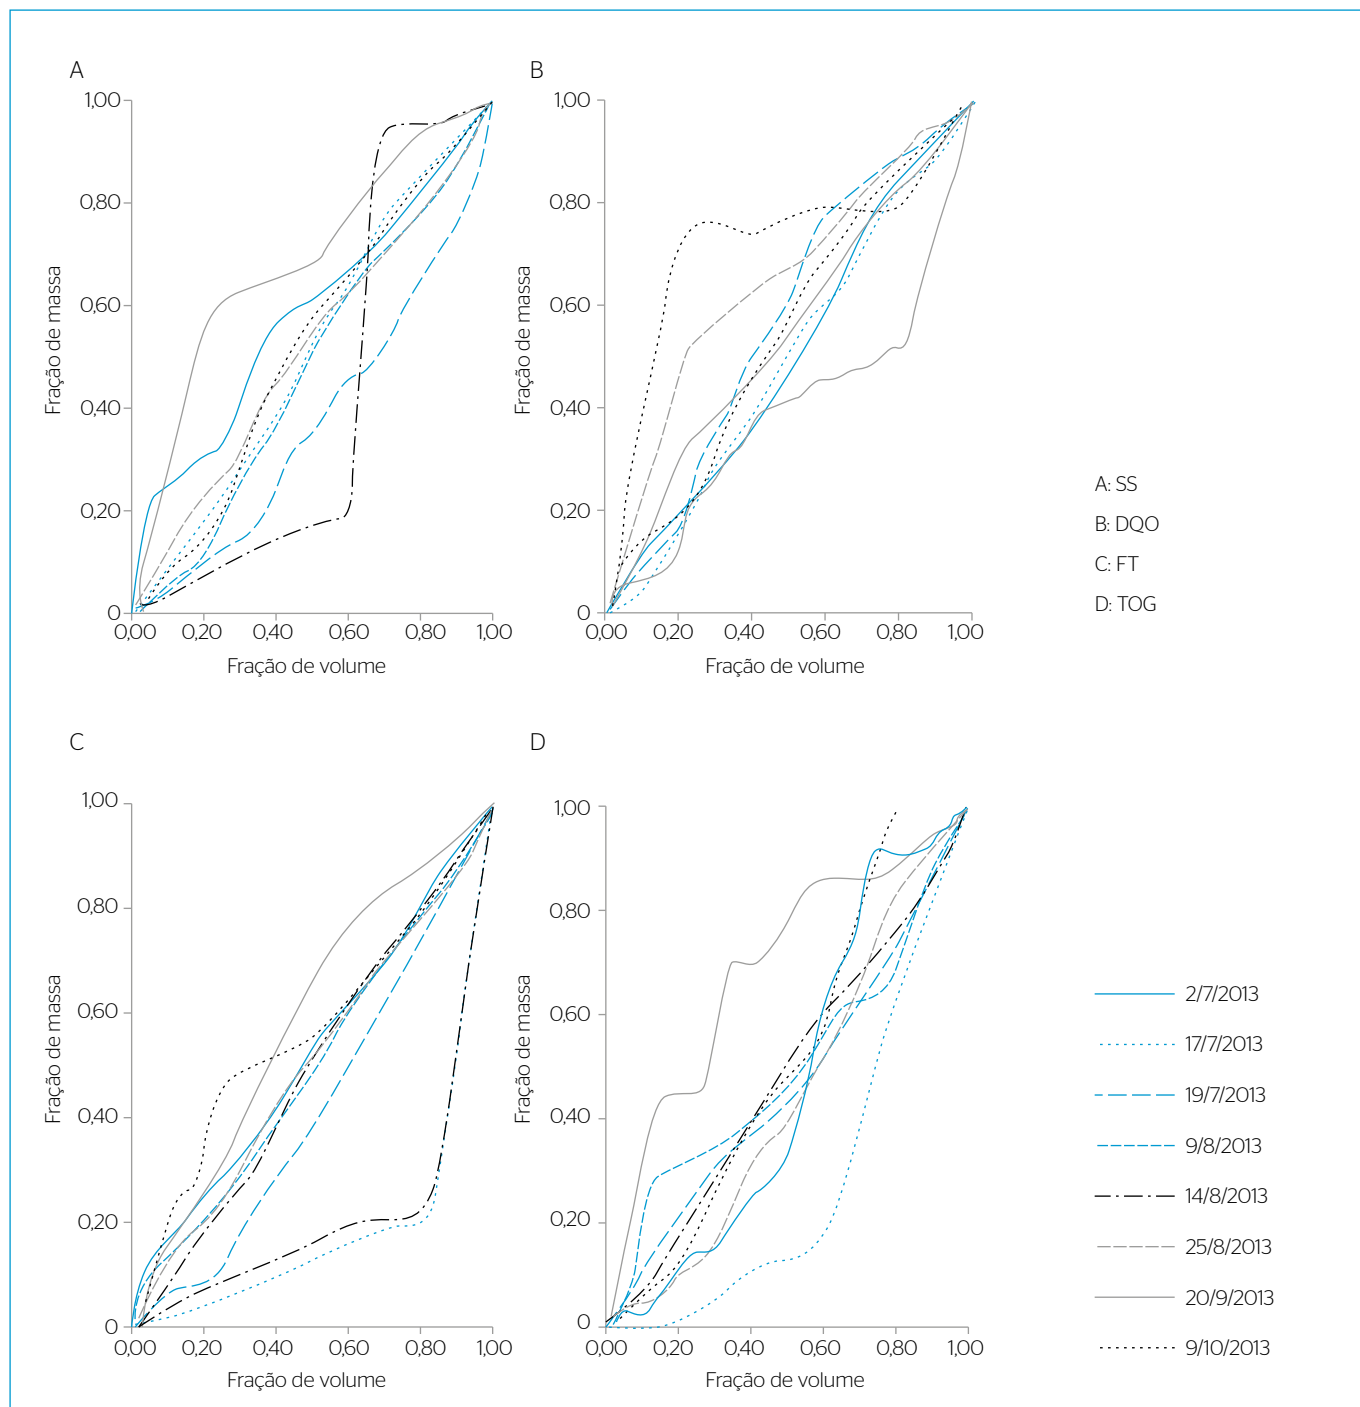 A
1,00
0,80
0,60
0,40
0,20
0
Fração de massa
0,00 0,20 0,40 0,60 0,80 1,00
Fração de volume
B
1,00
0,80
0,60
0,40
0,20
0
Fração de massa
0,00 0,20 0,40 0,60 0,80 1,00
Fração de volume
A: SS
B: DQO
C: FT
D: TOG
C
1,00
0,80
0,60
0,40
0,20
0
Fração de massa
0,00 0,20 0,40 0,60 0,80 1,00
Fração de volume
D
1,00
0,80
0,60
0,40
0,20
0
Fração de massa
0,00 0,20 0,40 0,60 0,80 1,00
Fração de volume
2/7/2013
17/7/2013
19/7/2013
9/8/2013
14/8/2013
25/8/2013
20/9/2013
9/10/2013